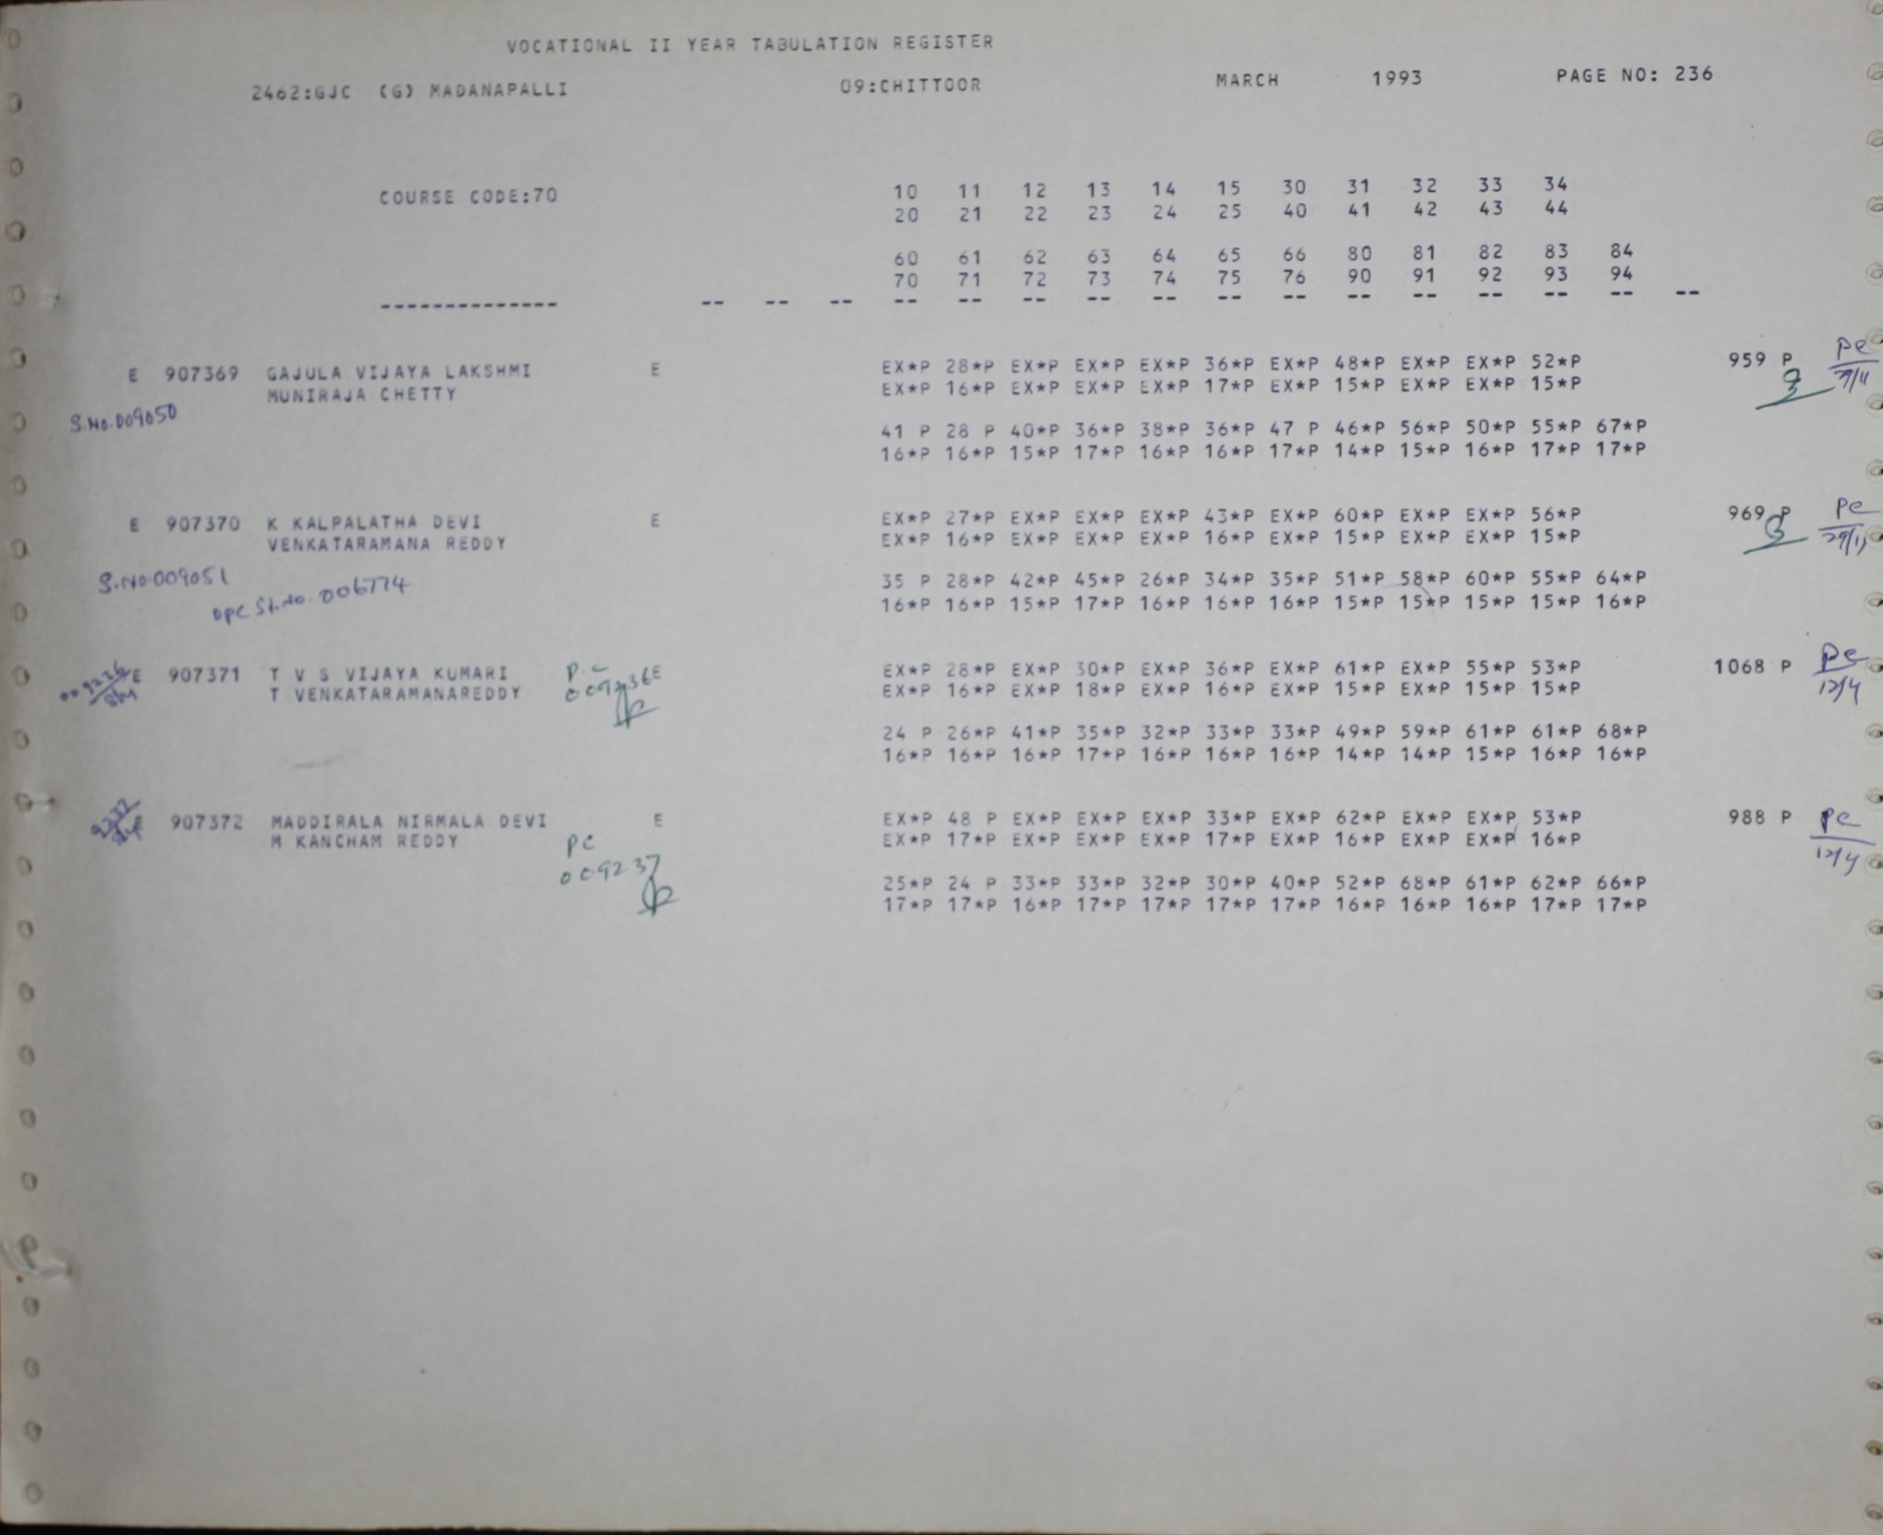 VOCATIONAL II YEAR TABULATION REGISTER
2462:GJC (G) MADANAPALLI 09:CHITTOOR MARCH 1993 PAGE NO: 236
COURSE CODE:70 10 11 12 13 14 15 30 31 32 33 34
20 21 22 23 24 25 40 41 42 43 44
60 61 62 63 64 65 66 80 81 82 83 84
70 71 72 73 74 75 76 90 91 92 93 94
-------------- -- -- -- -- -- -- -- -- -- -- -- -- -- -- -- --
E 907369 GAJULA VIJAYA LAKSHMI E EX*P 28*P EX*P EX*P EX*P 36*P EX*P 48*P EX*P EX*P 52*P 959 P PC
MUNIRAJA CHETTY EX*P 16*P EX*P EX*P EX*P 17*P EX*P 15*P EX*P EX*P 15*P
S.No.009050
41 P 28 P 40*P 36*P 38*P 36*P 47 P 46*P 56*P 50*P 55*P 67*P
16*P 16*P 15*P 17*P 16*P 16*P 17*P 14*P 15*P 16*P 17*P 17*P
E 907370 K KALPALATHA DEVI E EX*P 27*P EX*P EX*P EX*P 43*P EX*P 60*P EX*P EX*P 56*P 969 P PC
VENKATARAMANA REDDY EX*P 16*P EX*P EX*P EX*P 16*P EX*P 15*P EX*P EX*P 15*P 29/11
S.No.009051 35 P 28*P 42*P 45*P 26*P 34*P 35*P 51*P 58*P 60*P 55*P 64*P
DPC Sl.No. 006774 16*P 16*P 15*P 17*P 16*P 16*P 16*P 15*P 15*P 15*P 15*P 16*P
009236 E 907371 T V S VIJAYA KUMARI P.C E EX*P 28*P EX*P 30*P EX*P 36*P EX*P 61*P EX*P 55*P 53*P 1068 P PC
T VENKATARAMANAREDDY 009236 EX*P 16*P EX*P 18*P EX*P 16*P EX*P 15*P EX*P 15*P 15*P 12/4
24 P 26*P 41*P 35*P 32*P 33*P 33*P 49*P 59*P 61*P 61*P 68*P
16*P 16*P 16*P 17*P 16*P 16*P 16*P 14*P 14*P 15*P 16*P 16*P
9237 E 907372 MADDIRALA NIRMALA DEVI E EX*P 48 P EX*P EX*P EX*P 33*P EX*P 62*P EX*P EX*P 53*P 988 P PC
M KANCHAM REDDY PC EX*P 17*P EX*P EX*P EX*P 17*P EX*P 16*P EX*P EX*P 16*P 12/4
009237
25*P 24 P 33*P 33*P 32*P 30*P 40*P 52*P 68*P 61*P 62*P 66*P
17*P 17*P 16*P 17*P 17*P 17*P 17*P 16*P 16*P 16*P 17*P 17*P